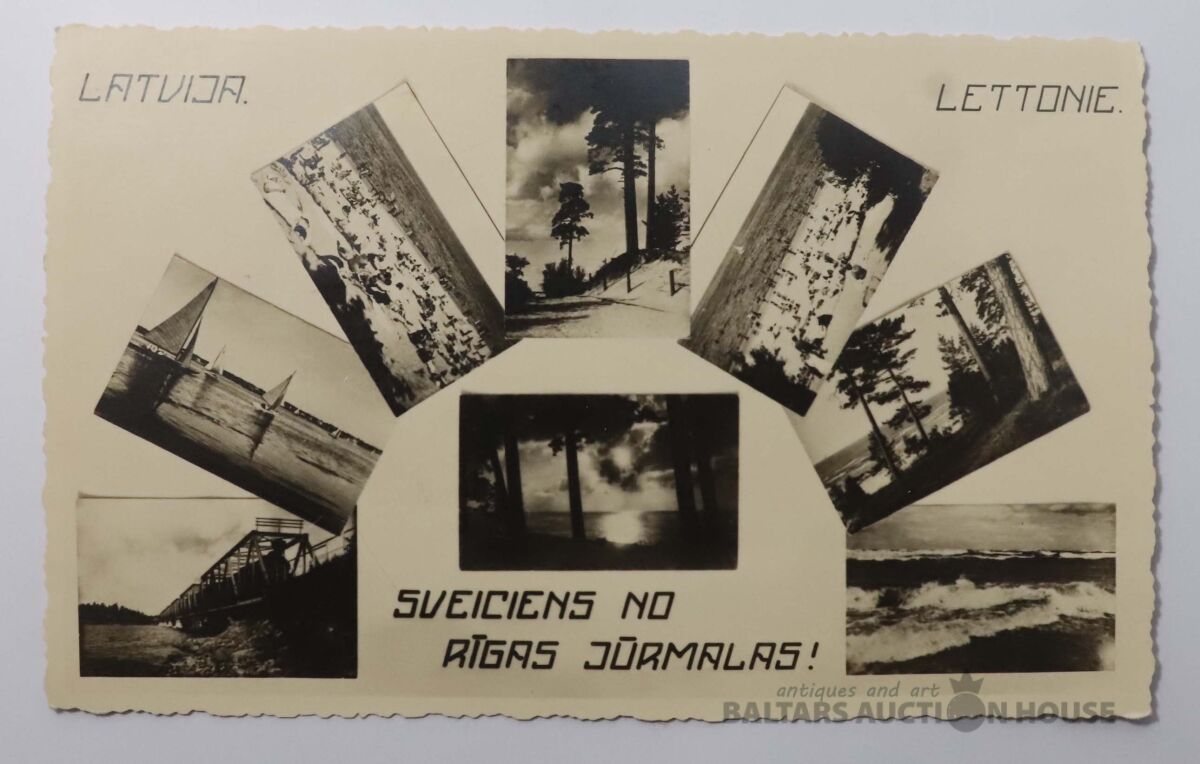 LATVIJA.
LETTONIE.
SVEICIENS NO
RĪGAS JŪRMALAS!
antiques and art
BALTARS AUCTION HOUSE